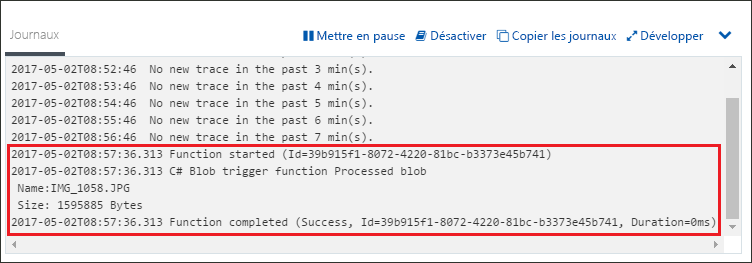 Journaux
Mettre en pause
Désactiver
Copier les journaux
Développer
2017-05-02T08:52:46  No new trace in the past 3 min(s).
2017-05-02T08:53:46  No new trace in the past 4 min(s).
2017-05-02T08:54:46  No new trace in the past 5 min(s).
2017-05-02T08:55:46  No new trace in the past 6 min(s).
2017-05-02T08:56:46  No new trace in the past 7 min(s).
2017-05-02T08:57:36.313 Function started (Id=39b915f1-8072-4220-81bc-b3373e45b741)
2017-05-02T08:57:36.313 C# Blob trigger function Processed blob
Name:IMG_1058.JPG
Size: 1595885 Bytes
2017-05-02T08:57:36.313 Function completed (Success, Id=39b915f1-8072-4220-81bc-b3373e45b741, Duration=0ms)